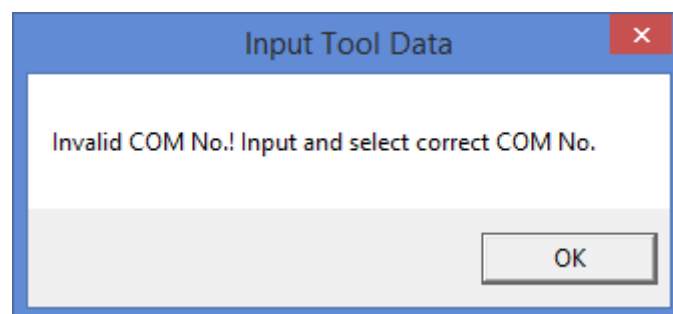 Input Tool Data
Invalid COM No.! Input and select correct COM No.
OK